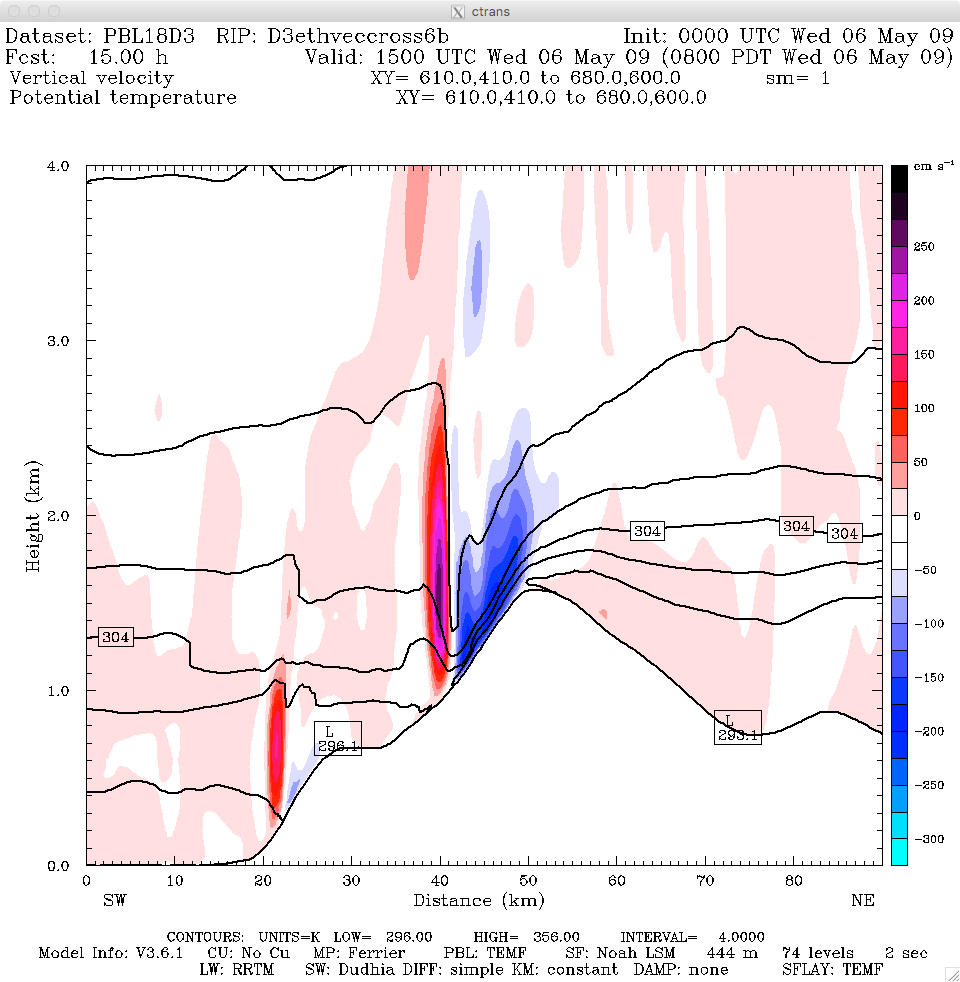 ctrans
Dataset: PBL18D3 RIP: D3ethveccross6b Init: 0000 UTC Wed 06 May 09
Fcst: 15.00 h Valid: 1500 UTC Wed 06 May 09 (0800 PDT Wed 06 May 09)
Vertical velocity XY= 610.0,410.0 to 680.0,600.0 sm= 1
Potential temperature XY= 610.0,410.0 to 680.0,600.0
cm s⁻¹
4.0
3.0
2.0
1.0
0.0
Height (km)
304
304
304
304
L
296.1
L
293.1
250
200
150
100
50
0
−50
−100
−150
−200
−250
−300
0 10 20 30 40 50 60 70 80
SW Distance (km) NE
CONTOURS: UNITS=K LOW= 296.00 HIGH= 356.00 INTERVAL= 4.0000
Model Info: V3.6.1 CU: No Cu MP: Ferrier PBL: TEMF SF: Noah LSM 444 m 74 levels 2 sec
LW: RRTM SW: Dudhia DIFF: simple KM: constant DAMP: none SFLAY: TEMF